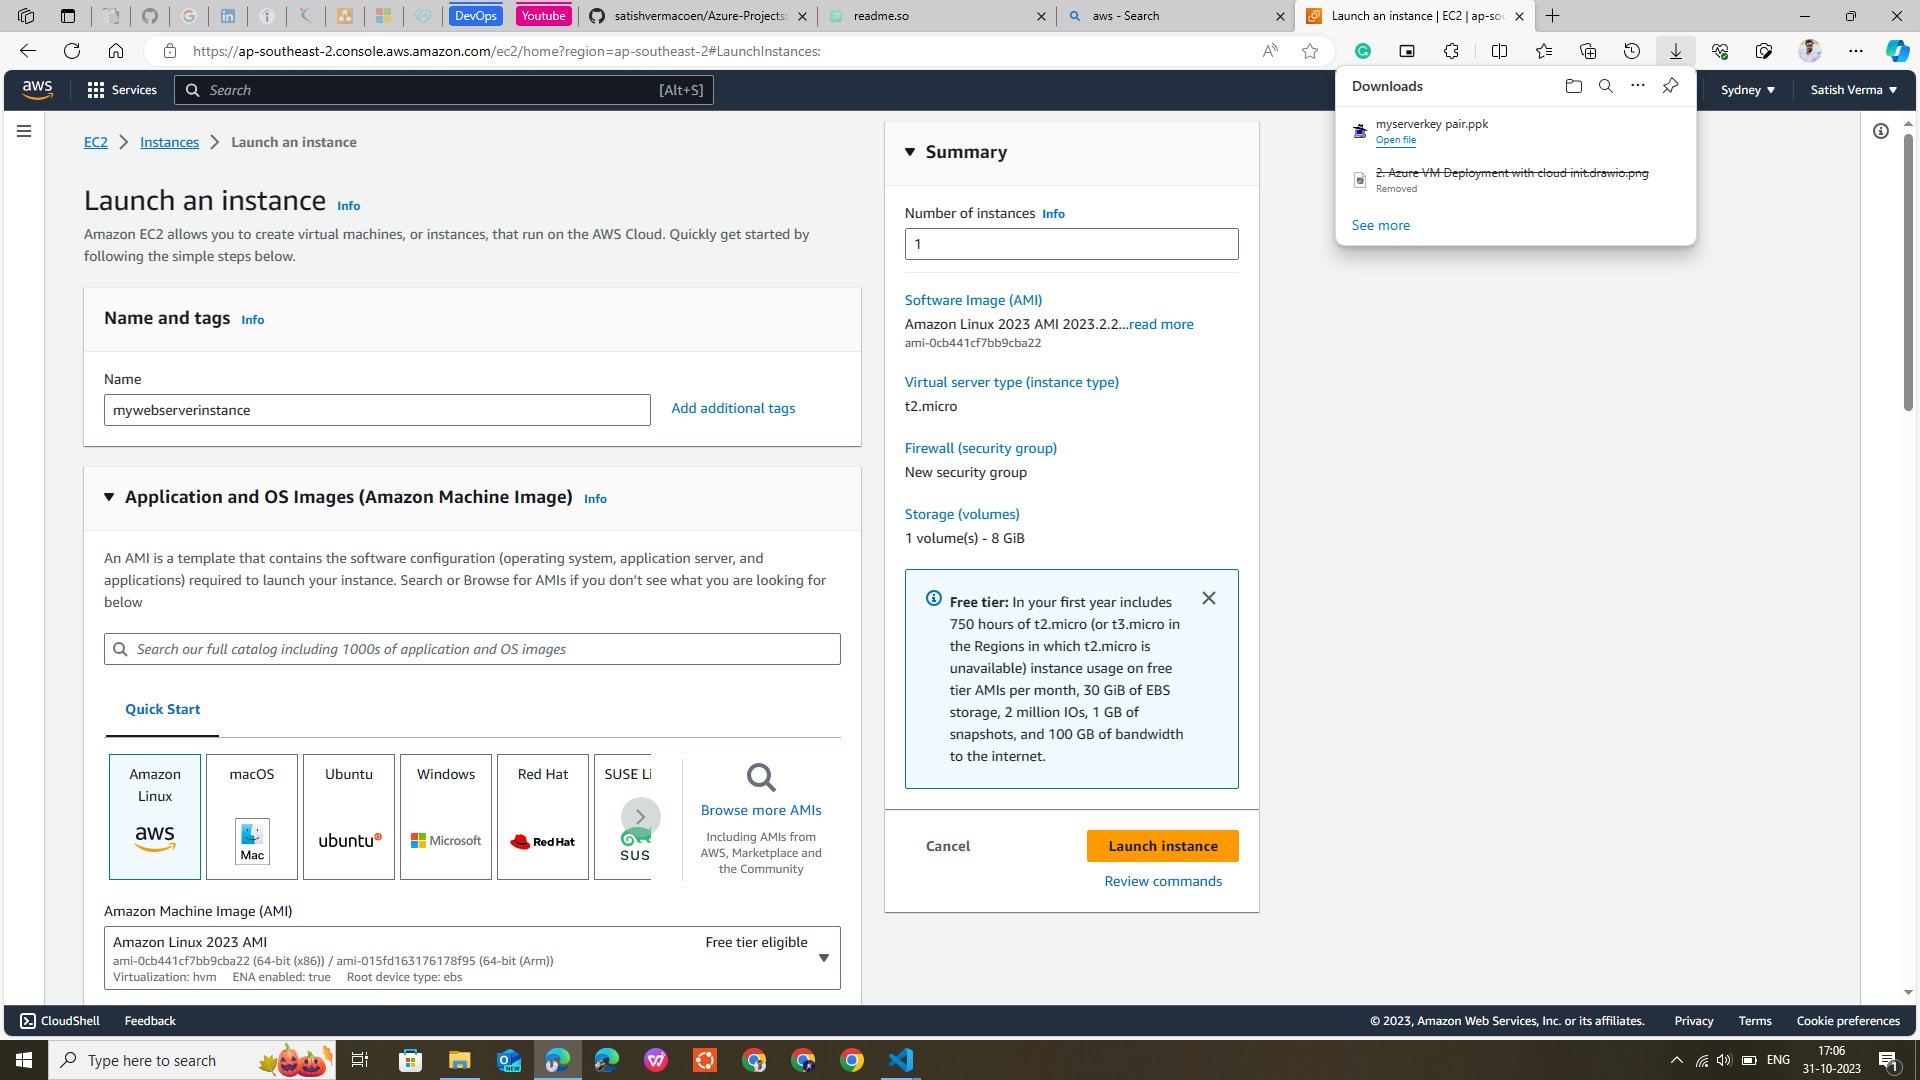 DevOps
Youtube
satishvermacoen/Azure-Projects:
readme.so
aws - Search
Launch an instance | EC2 | ap-sou
https://ap-southeast-2.console.aws.amazon.com/ec2/home?region=ap-southeast-2#LaunchInstances:
aws
Services
Search
[Alt+S]
Sydney
Satish Verma
Downloads
myserverkey pair.ppk
Open file
2. Azure VM Deployment with cloud init.drawio.png
Removed
See more
EC2
Instances
Launch an instance
Launch an instance Info
Amazon EC2 allows you to create virtual machines, or instances, that run on the AWS Cloud. Quickly get started by
following the simple steps below.
Name and tags Info
Name
mywebserverinstance
Add additional tags
Application and OS Images (Amazon Machine Image) Info
An AMI is a template that contains the software configuration (operating system, application server, and
applications) required to launch your instance. Search or Browse for AMIs if you don't see what you are looking for
below
Search our full catalog including 1000s of application and OS images
Quick Start
Amazon
Linux
aws
macOS
Mac
Ubuntu
ubuntu
Windows
Microsoft
Red Hat
Red Hat
SUSE Li
SUS
Browse more AMIs
Including AMIs from
AWS, Marketplace and
the Community
Amazon Machine Image (AMI)
Amazon Linux 2023 AMI
Free tier eligible
ami-0cb441cf7bb9cba22 (64-bit (x86)) / ami-015fd163176178f95 (64-bit (Arm))
Virtualization: hvm ENA enabled: true Root device type: ebs
Summary
Number of instances Info
1
Software Image (AMI)
Amazon Linux 2023 AMI 2023.2.2...read more
ami-0cb441cf7bb9cba22
Virtual server type (instance type)
t2.micro
Firewall (security group)
New security group
Storage (volumes)
1 volume(s) - 8 GiB
Free tier: In your first year includes
750 hours of t2.micro (or t3.micro in
the Regions in which t2.micro is
unavailable) instance usage on free
tier AMIs per month, 30 GiB of EBS
storage, 2 million IOs, 1 GB of
snapshots, and 100 GB of bandwidth
to the internet.
Cancel
Launch instance
Review commands
CloudShell
Feedback
© 2023, Amazon Web Services, Inc. or its affiliates.
Privacy
Terms
Cookie preferences
Type here to search
NEW
ENG
17:06
31-10-2023
1